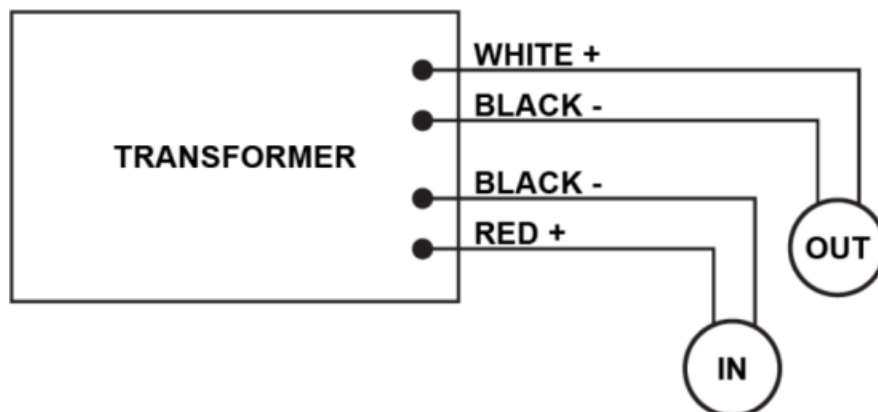 WHITE +
BLACK -
TRANSFORMER
BLACK -
RED +
OUT
IN